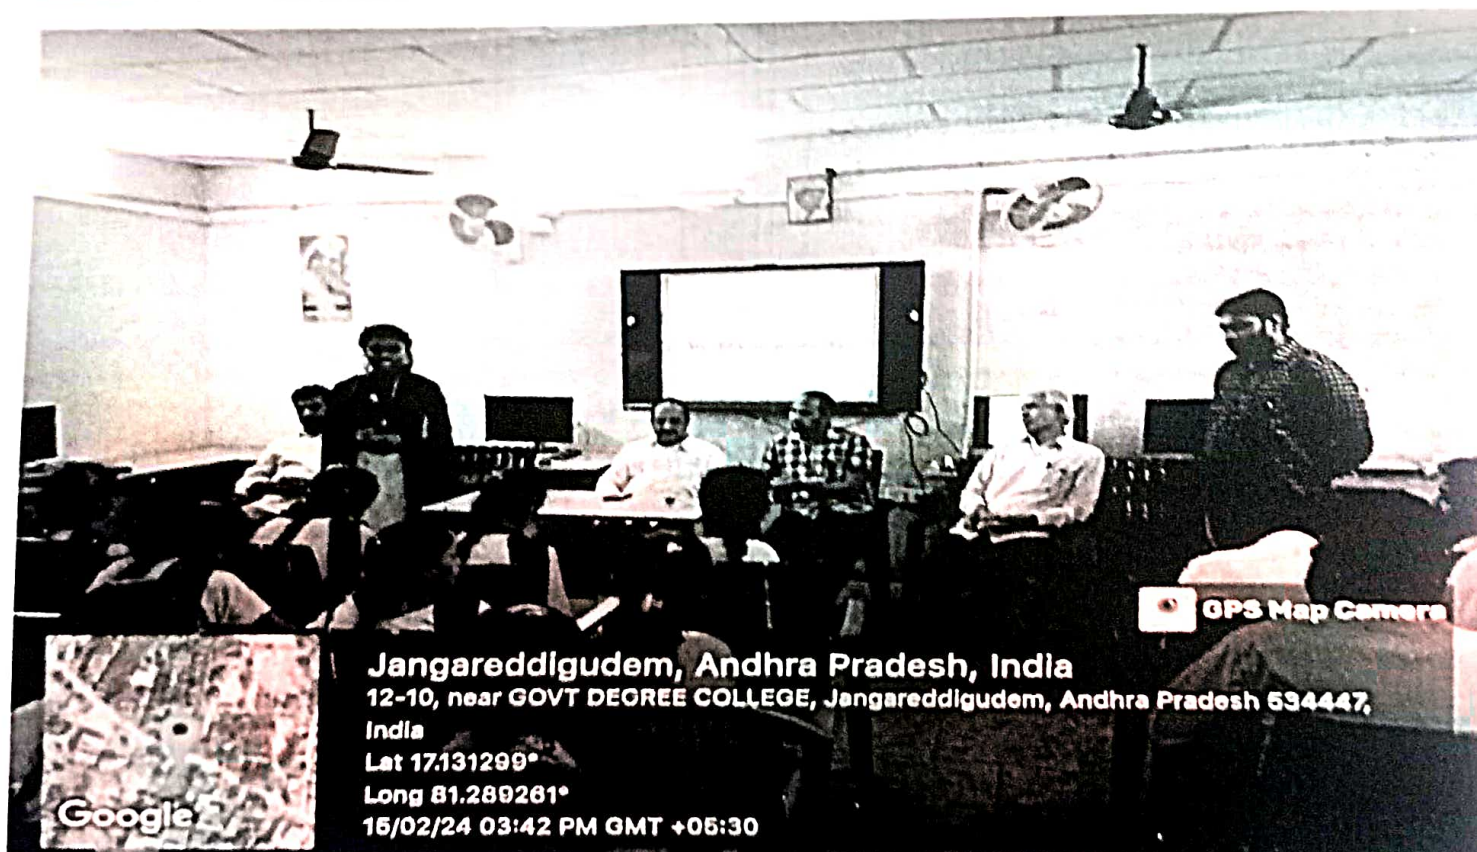 GPS Map Camera
Jangareddigudem, Andhra Pradesh, India
12-10, near GOVT DEGREE COLLEGE, Jangareddigudem, Andhra Pradesh 534447,
India
Lat 17.131299°
Long 81.289261°
15/02/24 03:42 PM GMT +05:30
Google